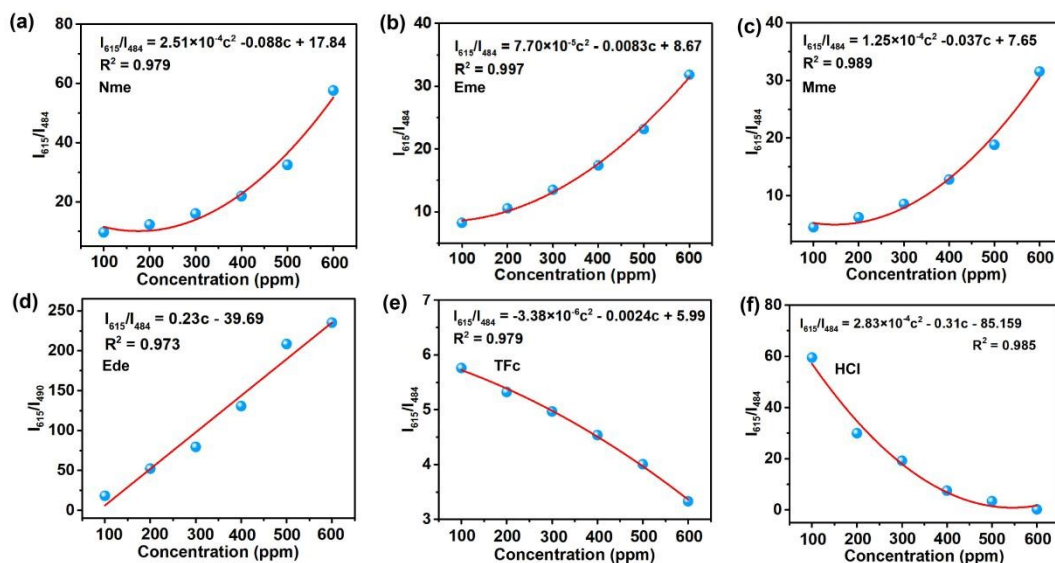 (a)
I₆₁₅/I₄₈₄ = 2.51×10⁻⁴c² -0.088c + 17.84
R² = 0.979
Nme
80
60
40
20
I₆₁₅/I₄₈₄
100 200 300 400 500 600
Concentration (ppm)
(b)
I₆₁₅/I₄₈₄ = 7.70×10⁻⁵c² - 0.0083c + 8.67
R² = 0.997
Eme
40
30
20
10
0
I₆₁₅/I₄₈₄
100 200 300 400 500 600
Concentration (ppm)
(c)
I₆₁₅/I₄₈₄ = 1.25×10⁻⁴c² -0.037c + 7.65
R² = 0.989
Mme
40
30
20
10
0
I₆₁₅/I₄₈₄
100 200 300 400 500 600
Concentration (ppm)
(d)
I₆₁₅/I₄₈₄ = 0.23c - 39.69
R² = 0.973
Ede
250
200
150
100
50
0
I₆₁₅/I₄₉₀
100 200 300 400 500 600
Concentration (ppm)
(e)
I₆₁₅/I₄₈₄ = -3.38×10⁻⁶c² - 0.0024c + 5.99
R² = 0.979
TFc
7
6
5
4
3
I₆₁₅/I₄₈₄
100 200 300 400 500 600
Concentration (ppm)
(f)
I₆₁₅/I₄₈₄ = 2.83×10⁻⁴c² - 0.31c - 85.159
R² = 0.985
HCl
80
60
40
20
0
I₆₁₅/I₄₈₄
100 200 300 400 500 600
Concentration (ppm)